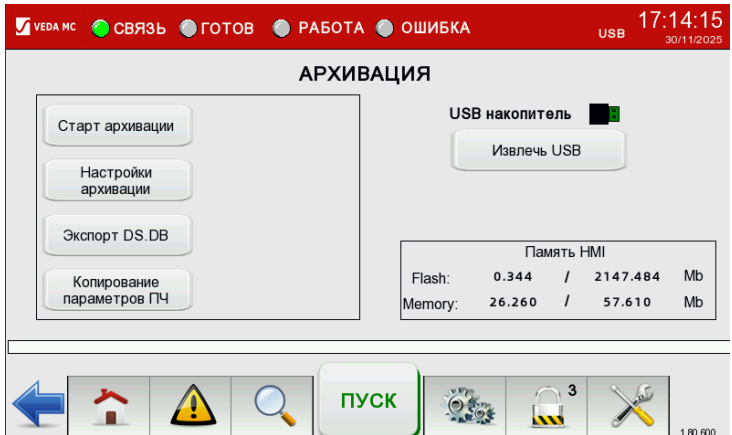 VEDA MC СВЯЗЬ ГОТОВ РАБОТА ОШИБКА USB 17:14:15
30/11/2025
АРХИВАЦИЯ
Старт архивации
Настройки
архивации
Экспорт DS.DB
Копирование
параметров ПЧ
USB накопитель
Извлечь USB
Память HMI
Flash: 0.344 / 2147.484 Mb
Memory: 26.260 / 57.610 Mb
ПУСК
3
1.80.600